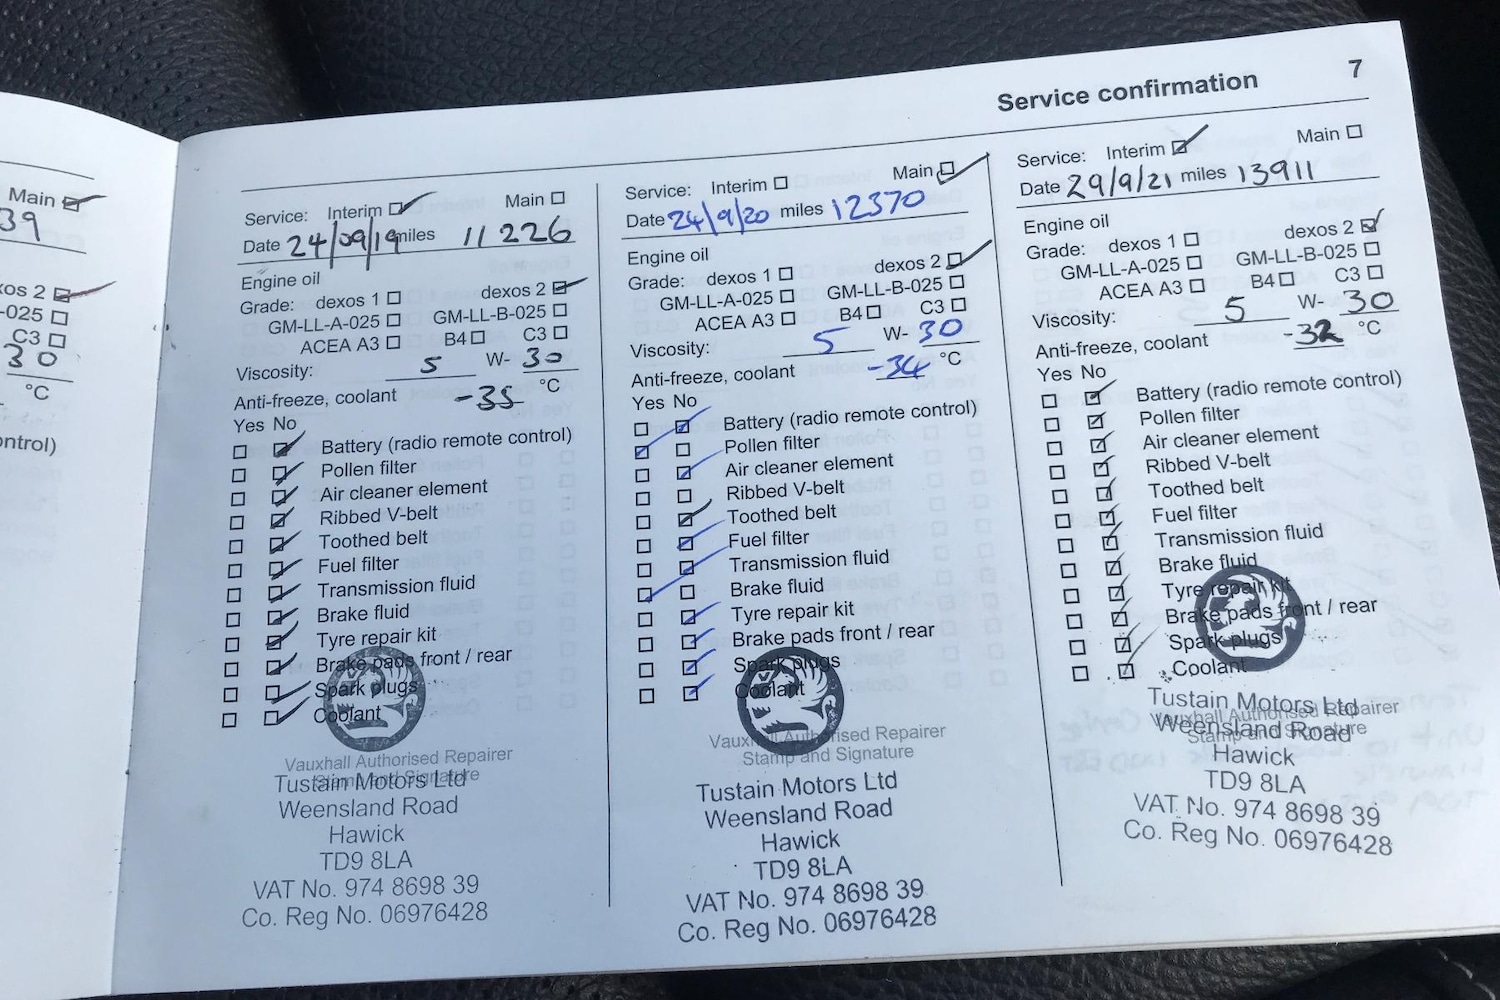 Main
39
os 2
-025
C3
30
°C
ontrol)
Service confirmation 7
Service: Interim Main
Date 24/09/19 miles 11226
Engine oil
Grade: dexos 1 dexos 2
GM-LL-A-025 GM-LL-B-025
ACEA A3 B4 C3
Viscosity: 5 W- 30
Anti-freeze, coolant -35 °C
Yes No
Battery (radio remote control)
Pollen filter
Air cleaner element
Ribbed V-belt
Toothed belt
Fuel filter
Transmission fluid
Brake fluid
Tyre repair kit
Brake pads front / rear
Spark plugs
Coolant
Vauxhall Authorised Repairer
Stamp and Signature
Tustain Motors Ltd
Weensland Road
Hawick
TD9 8LA
VAT No. 974 8698 39
Co. Reg No. 06976428
Service: Interim Main
Date 24/9/20 miles 12370
Engine oil
Grade: dexos 1 dexos 2
GM-LL-A-025 GM-LL-B-025
ACEA A3 B4 C3
Viscosity: 5 W- 30
Anti-freeze, coolant -34 °C
Yes No
Battery (radio remote control)
Pollen filter
Air cleaner element
Ribbed V-belt
Toothed belt
Fuel filter
Transmission fluid
Brake fluid
Tyre repair kit
Brake pads front / rear
Spark plugs
Coolant
Vauxhall Authorised Repairer
Stamp and Signature
Tustain Motors Ltd
Weensland Road
Hawick
TD9 8LA
VAT No. 974 8698 39
Co. Reg No. 06976428
Service: Interim Main
Date 29/9/21 miles 13911
Engine oil
Grade: dexos 1 dexos 2
GM-LL-A-025 GM-LL-B-025
ACEA A3 B4 C3
Viscosity: 5 W- 30
Anti-freeze, coolant -32 °C
Yes No
Battery (radio remote control)
Pollen filter
Air cleaner element
Ribbed V-belt
Toothed belt
Fuel filter
Transmission fluid
Brake fluid
Tyre repair kit
Brake pads front / rear
Spark plugs
Coolant
Tustain Motors Ltd
Vauxhall Authorised Repairer
Stamp and Signature
Weensland Road
Hawick
TD9 8LA
VAT No. 974 8698 39
Co. Reg No. 06976428